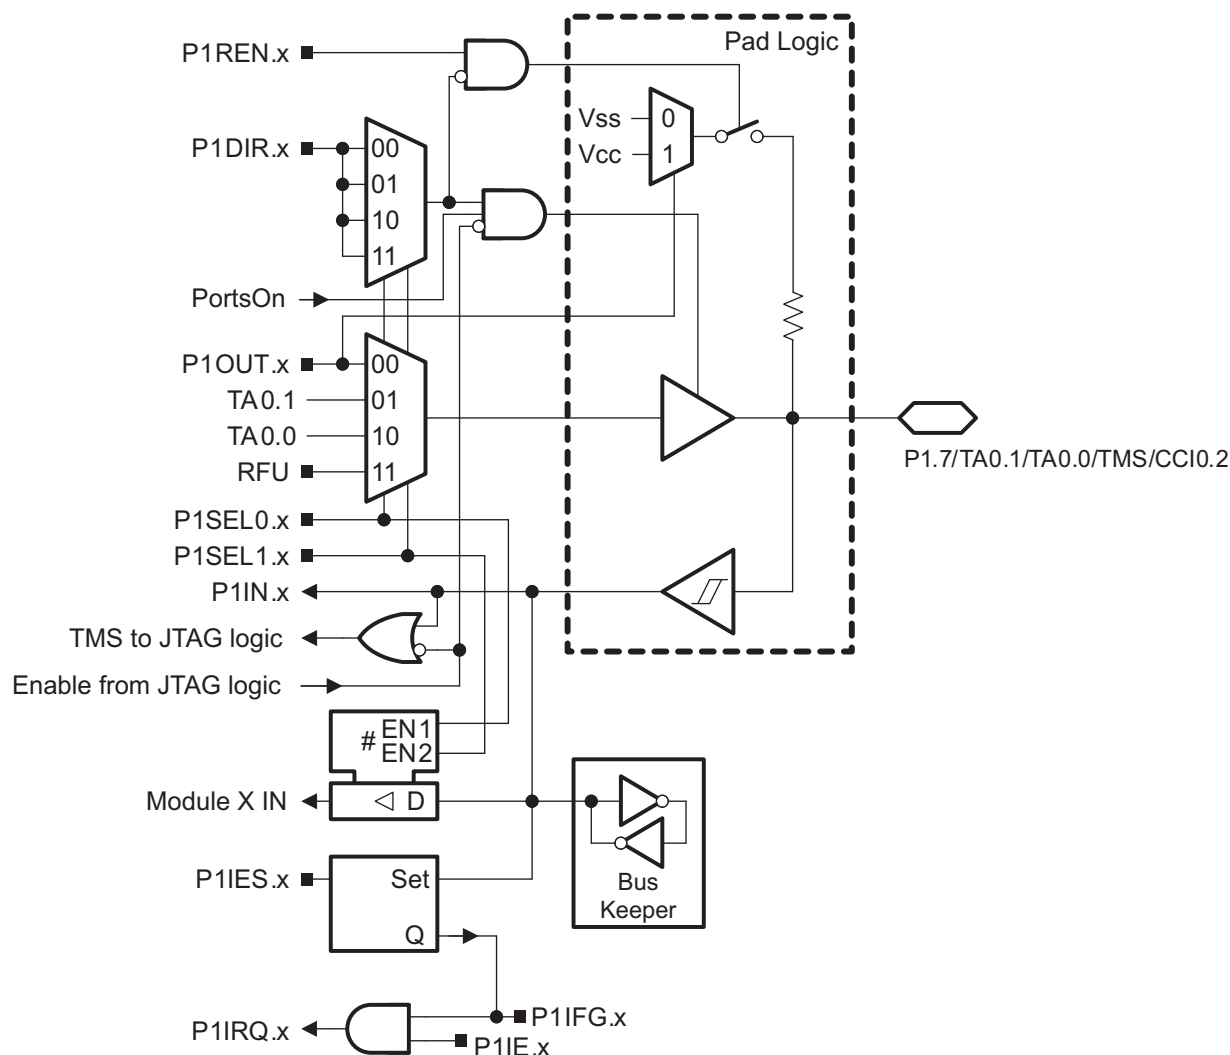 Pad Logic
P1REN.x
Vss
0
Vcc
1
P1DIR.x
00
01
10
11
PortsOn
P1OUT.x
00
TA0.1
01
TA0.0
10
RFU
11
P1.7/TA0.1/TA0.0/TMS/CCI0.2
P1SEL0.x
P1SEL1.x
P1IN.x
TMS to JTAG logic
Enable from JTAG logic
# EN1
EN2
Module X IN
D
P1IES.x
Set
Q
Bus
Keeper
P1IFG.x
P1IRQ.x
P1IE.x